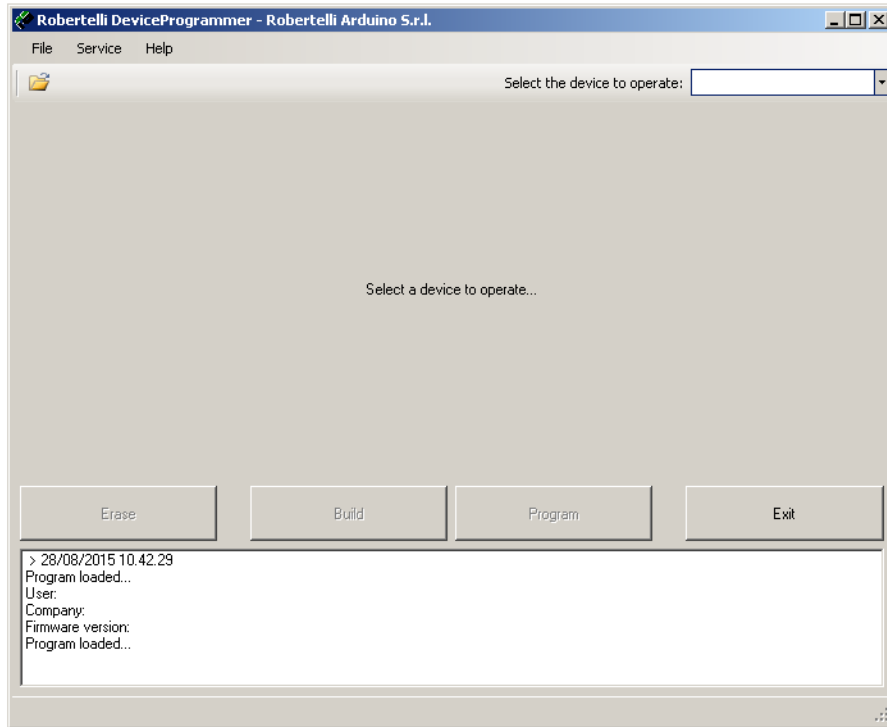 Robertelli DeviceProgrammer - Robertelli Arduino S.r.l.
File Service Help
Select the device to operate:
Select a device to operate...
Erase Build Program Exit
> 28/08/2015 10.42.29
Program loaded...
User:
Company:
Firmware version:
Program loaded...